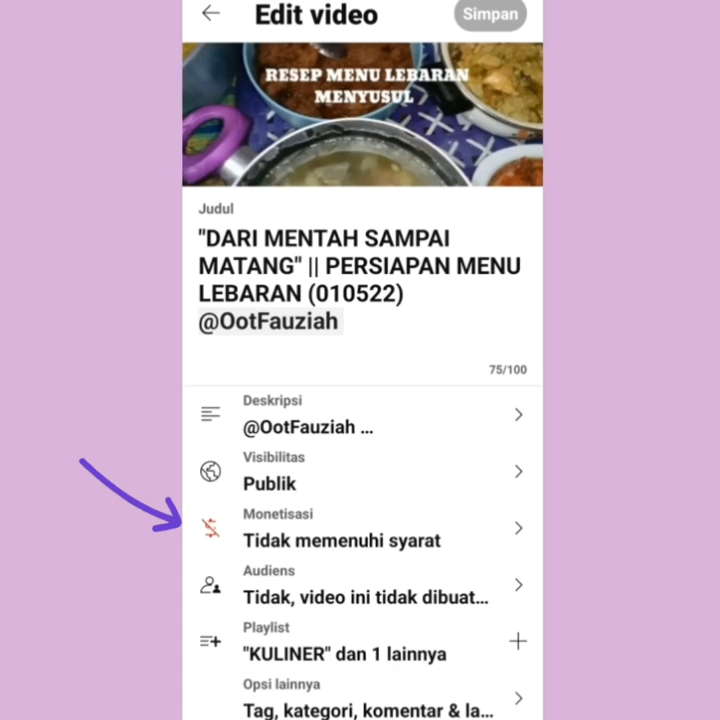 Edit video
Simpan
RESEP MENU LEBARAN
MENYUSUL
Judul
"DARI MENTAH SAMPAI
MATANG" || PERSIAPAN MENU
LEBARAN (010522)
@OotFauziah
75/100
Deskripsi
@OotFauziah ...
Visibilitas
Publik
Monetisasi
Tidak memenuhi syarat
Audiens
Tidak, video ini tidak dibuat...
Playlist
"KULINER" dan 1 lainnya
Opsi lainnya
Tag, kategori, komentar & la...